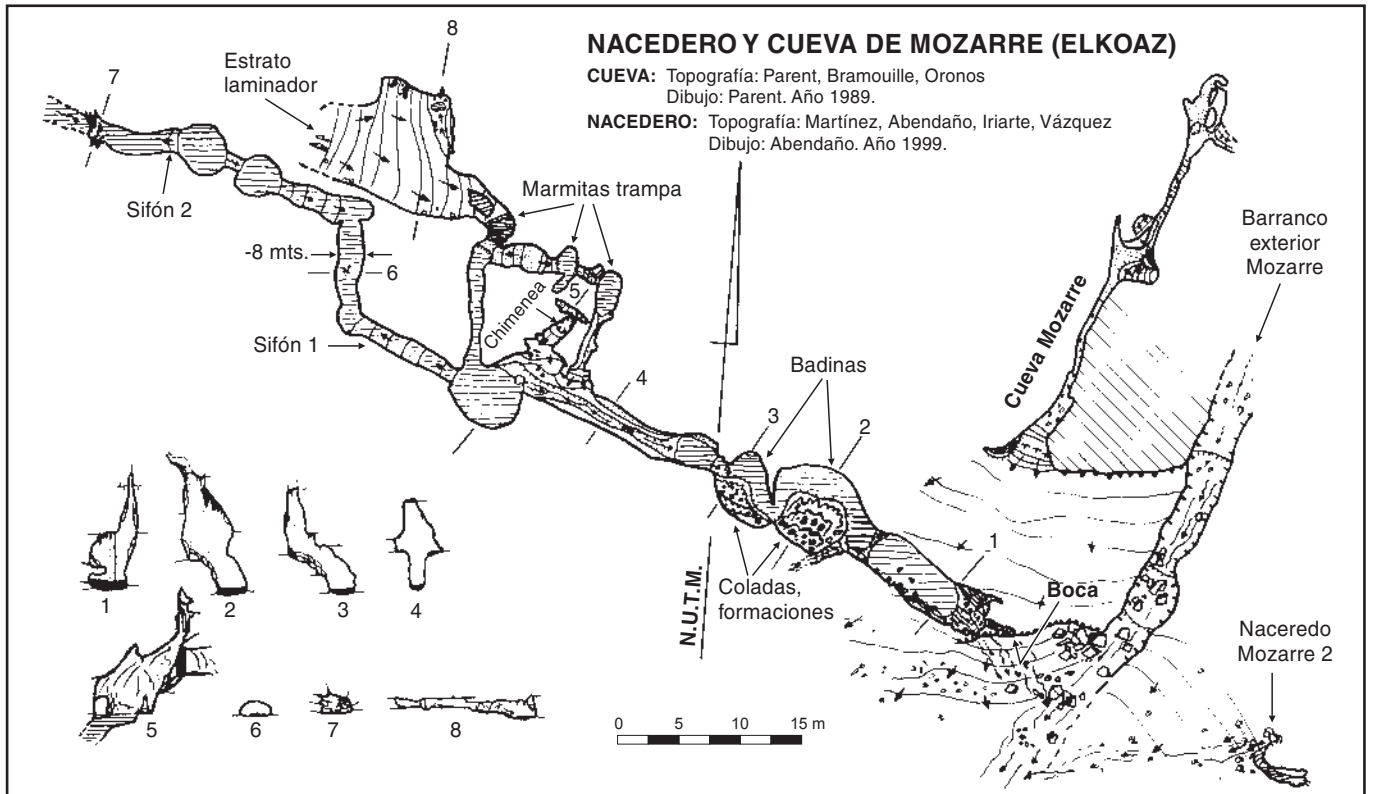 NACEDERO Y CUEVA DE MOZARRE (ELKOAZ)
CUEVA: Topografía: Parent, Bramouille, Oronos
Dibujo: Parent. Año 1989.
NACEDERO: Topografía: Martínez, Abendaño, Iriarte, Vázquez
Dibujo: Abendaño. Año 1999.
8
7
Estrato
laminador
Sifón 2
Marmitas trampa
-8 mts.
6
5
Chimenea
Sifón 1
4
Badinas
3
2
Cueva Mozarre
Barranco
exterior
Mozarre
1
Coladas,
formaciones
N.U.T.M.
Boca
Naceredo
Mozarre 2
1
2
3
4
5
6
7
8
0 5 10 15 m